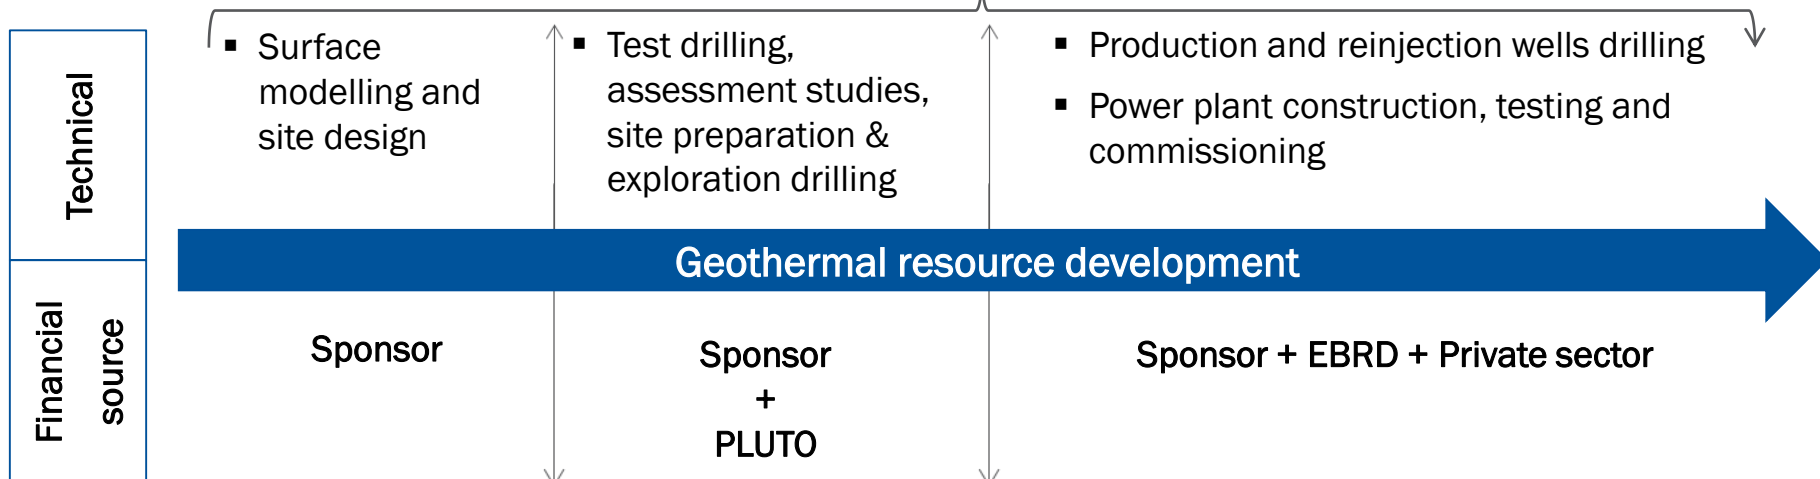 Technical
▪ Surface
modelling and
site design
▪ Test drilling,
assessment studies,
site preparation &
exploration drilling
▪ Production and reinjection wells drilling
▪ Power plant construction, testing and
commissioning
Geothermal resource development
Financial
source
Sponsor
Sponsor
+
PLUTO
Sponsor + EBRD + Private sector